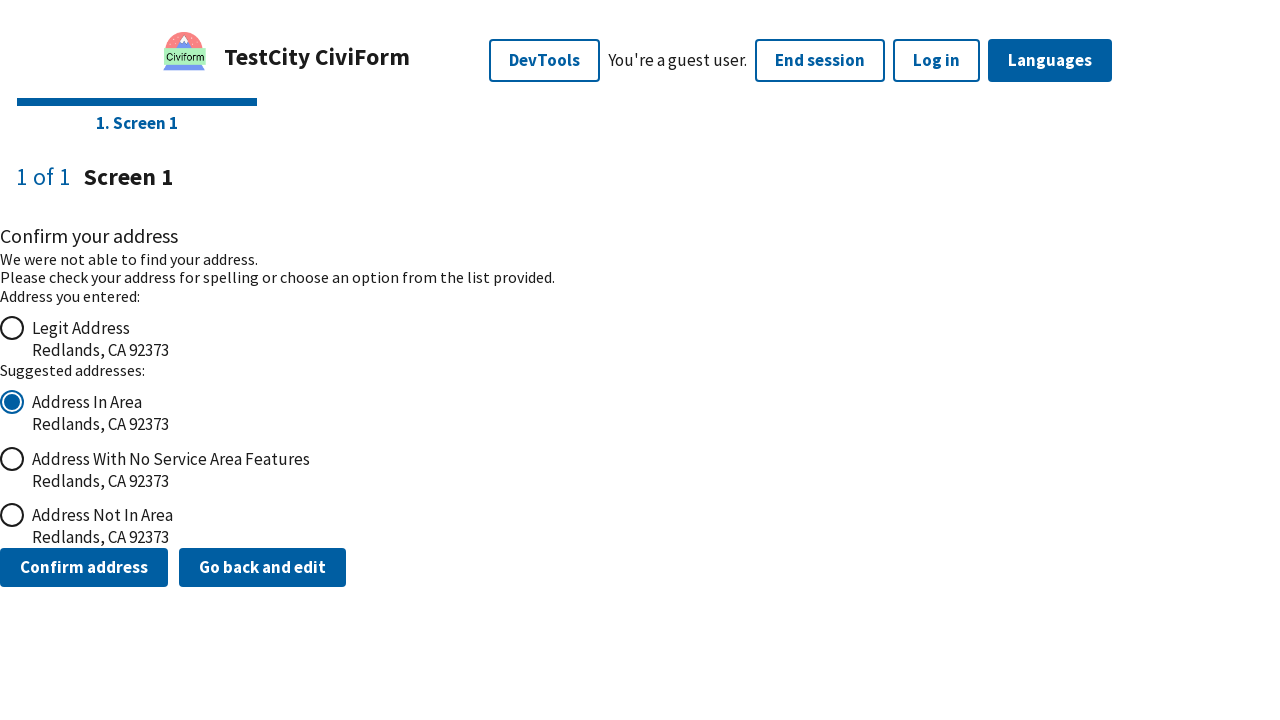 Civiform
TestCity CiviForm
DevTools
You're a guest user.
End session
Log in
Languages
1. Screen 1
1 of 1 Screen 1
Confirm your address
We were not able to find your address.
Please check your address for spelling or choose an option from the list provided.
Address you entered:
Legit Address
Redlands, CA 92373
Suggested addresses:
Address In Area
Redlands, CA 92373
Address With No Service Area Features
Redlands, CA 92373
Address Not In Area
Redlands, CA 92373
Confirm address
Go back and edit